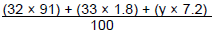 (32 × 91) + (33 × 1.8) + (y × 7.2)
100